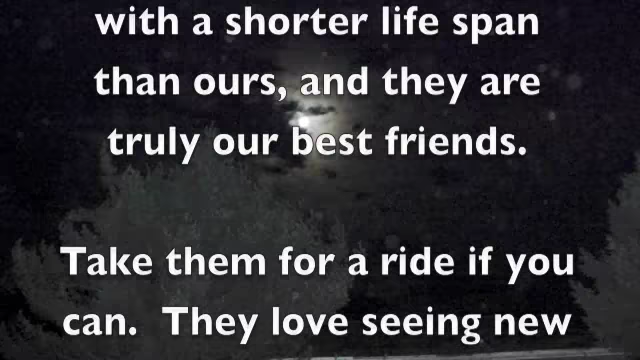 with a shorter life span
than ours, and they are
truly our best friends.
Take them for a ride if you
can.  They love seeing new